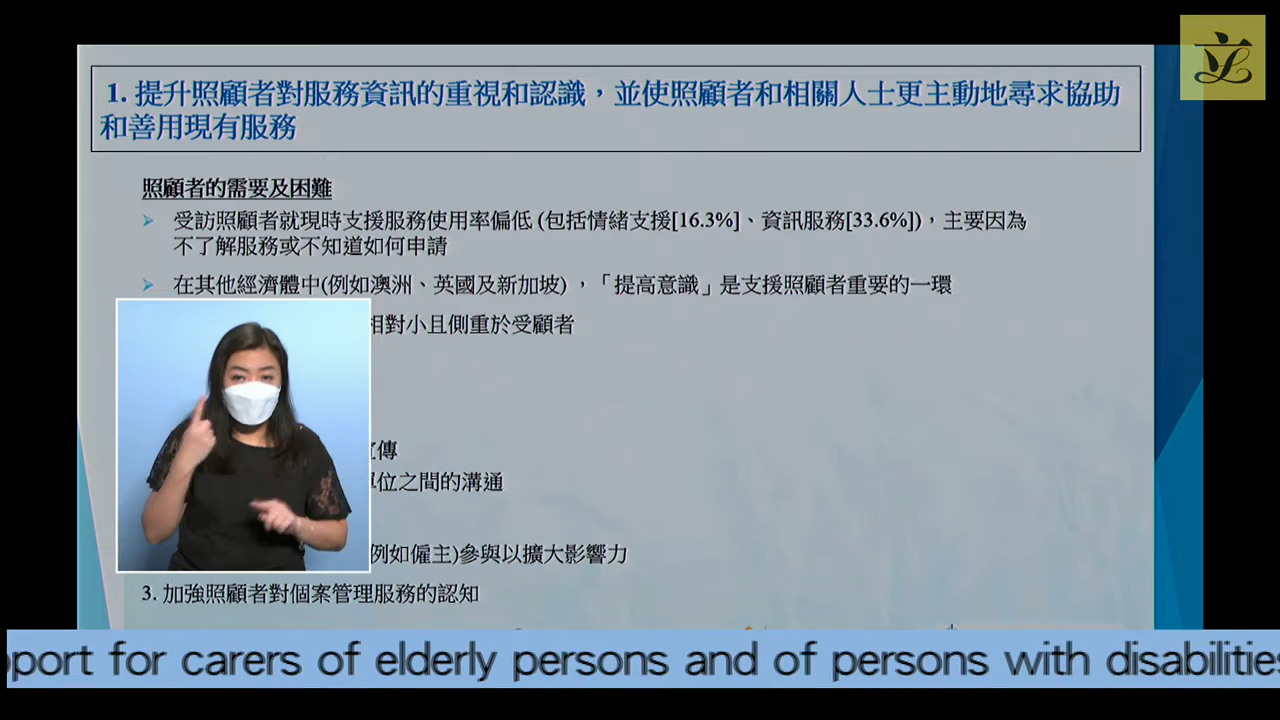 1. 提升照顧者對服務資訊的重視和認識，並使照顧者和相關人士更主動地尋求協助
和善用現有服務
照顧者的需要及困難
受訪照顧者就現時支援服務使用率偏低 (包括情緒支援[16.3%]、資訊服務[33.6%])，主要因為
不了解服務或不知道如何申請
在其他經濟體中(例如澳洲、英國及新加坡) ，「提高意識」是支援照顧者重要的一環
相對小且側重於受顧者
傳
位之間的溝通
例如僱主)參與以擴大影響力
3. 加強照顧者對個案管理服務的認知
for carers of elderly persons and of persons with